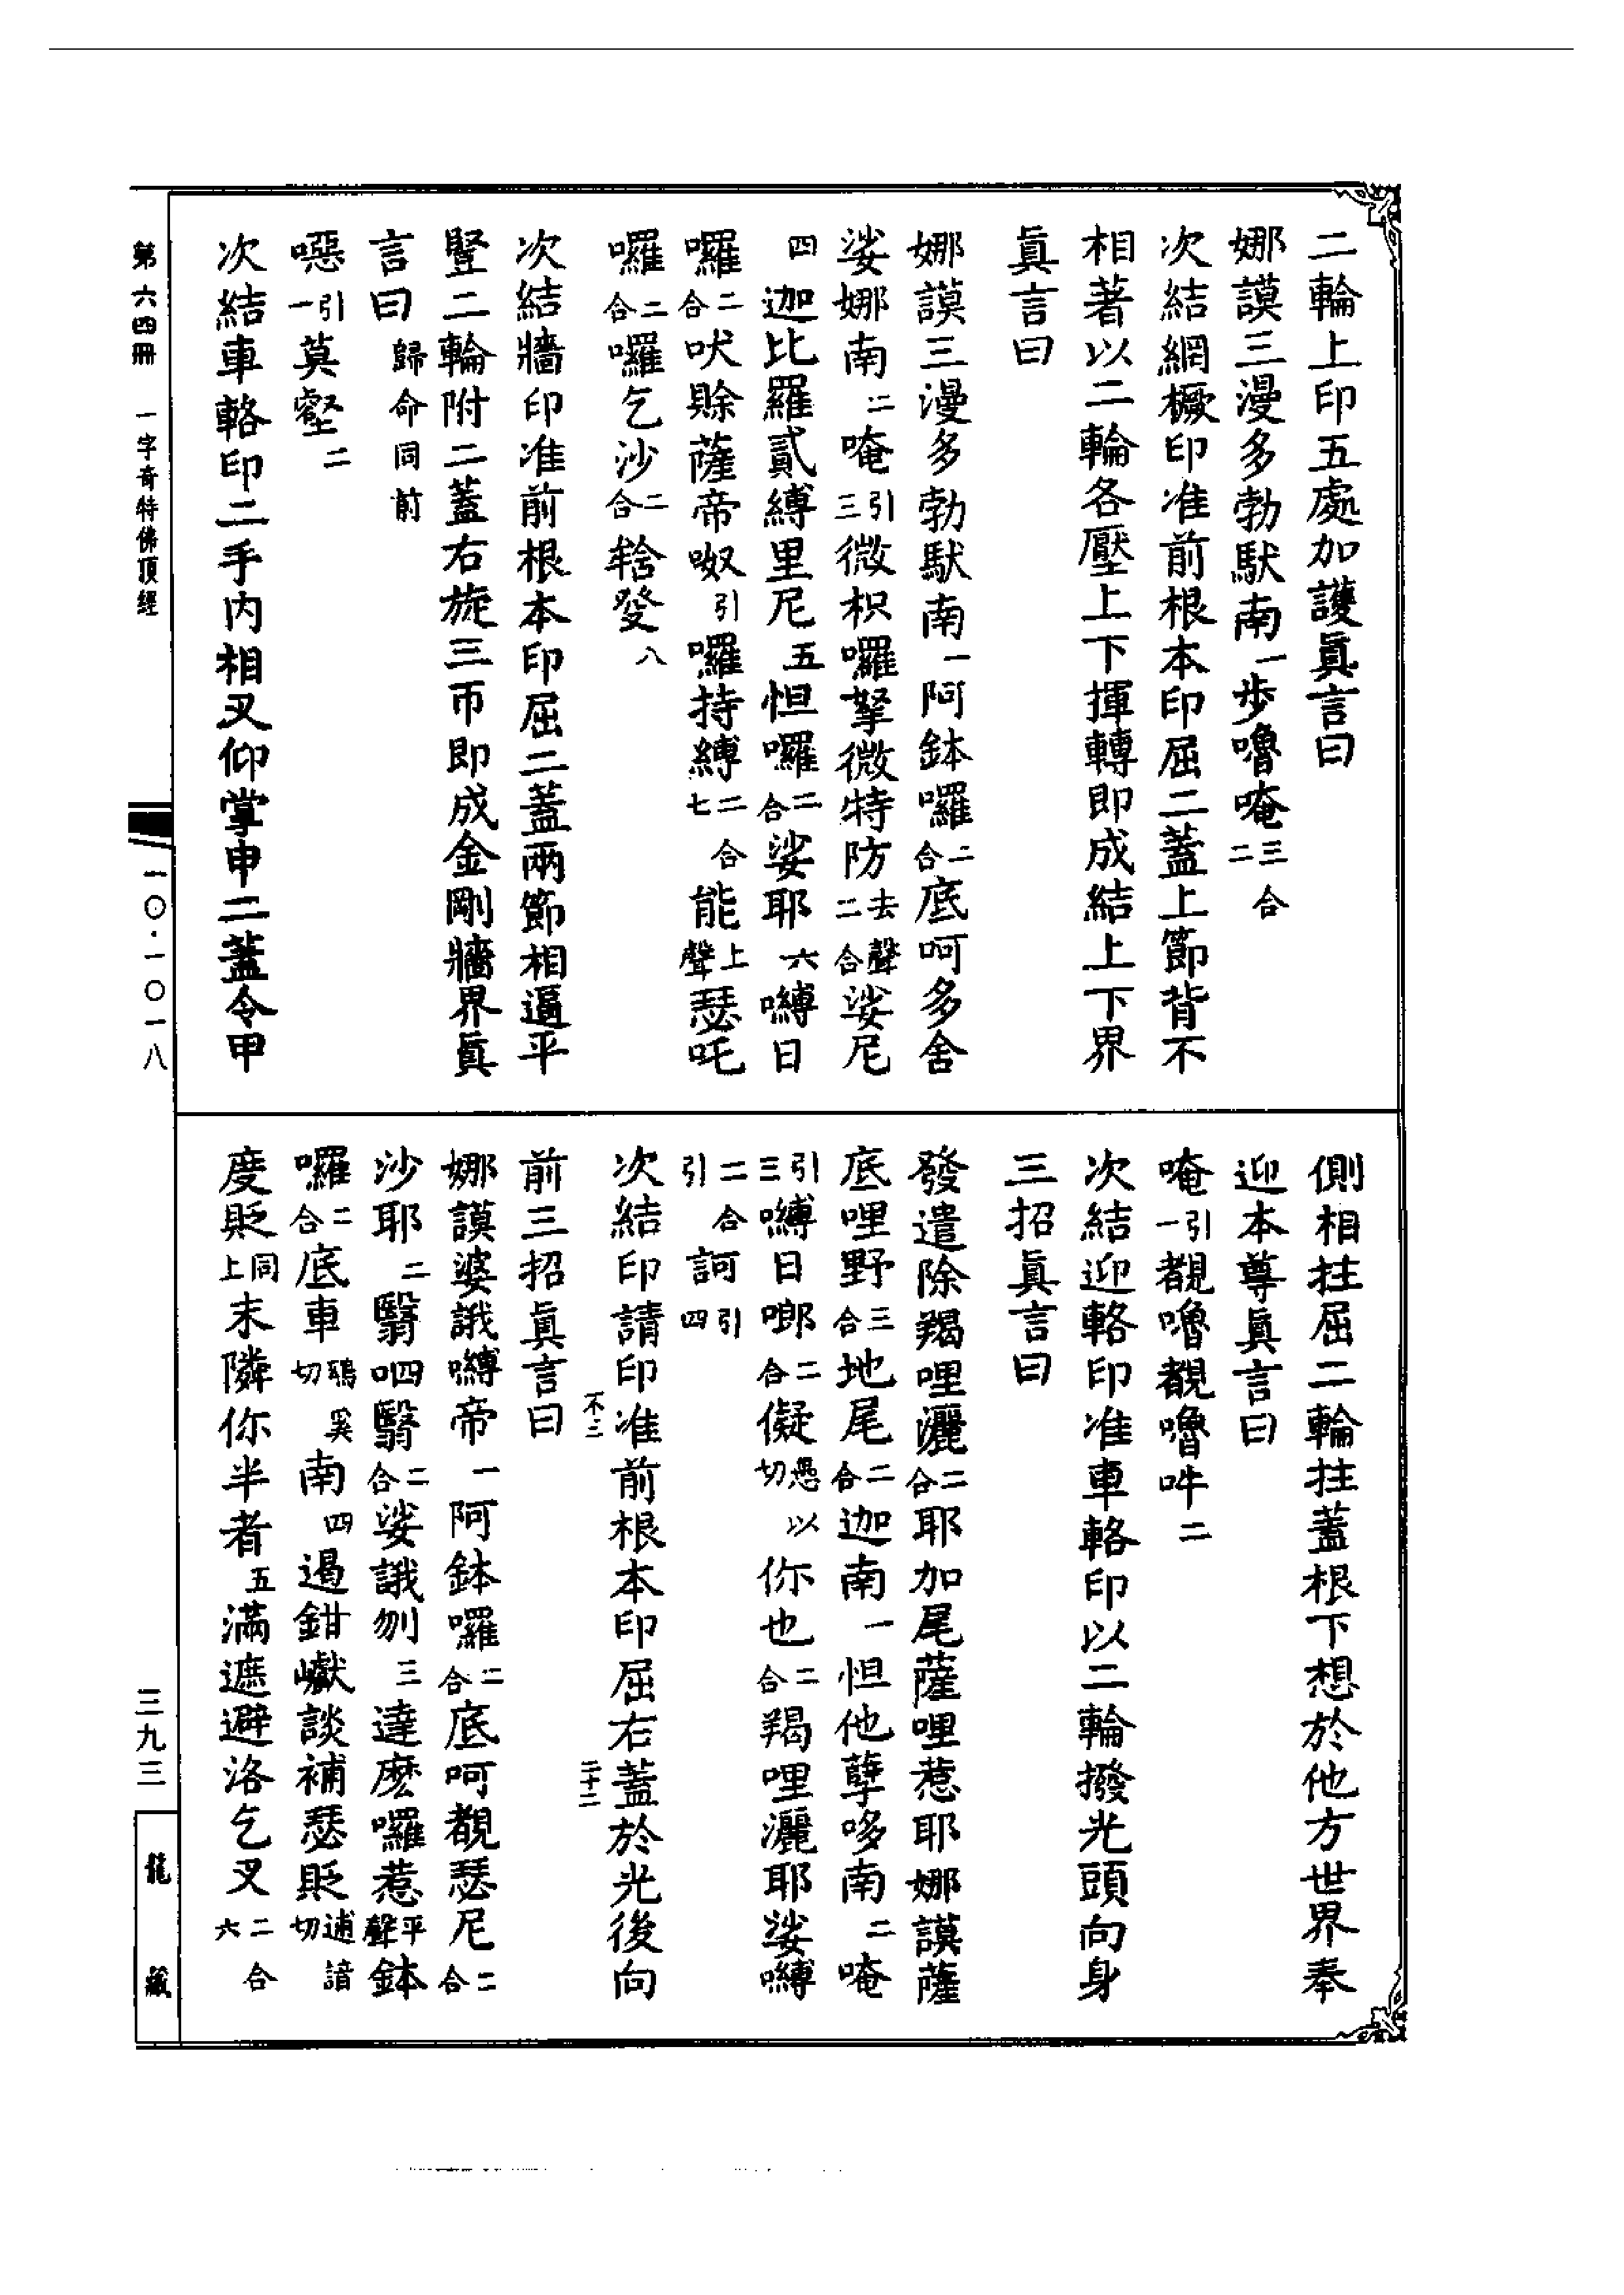 二輪上印五處加護眞言曰
娜謨三漫多勃馱南一步嚕唵三合二
次結網橛印准前根本印屈二蓋上節背不
相著以二輪各壓上下揮轉即成結上下界
眞言曰
娜謨三漫多勃馱南一阿鉢囉二合底呵多舍
娑娜南二唵引三微枳囉拏微特防去聲二合娑尼
四迦比羅貳縛里尼五怛囉二合娑耶六嚩日
囉二合吠賒薩帝呶引囉持縛二合七能上聲瑟吒
囉二合囉乞沙二合牟含發八
次結牆印准前根本印屈二蓋兩節相逼平
豎二輪附二蓋右旋三帀即成金剛牆界眞
言曰歸命同前
噁引一莫壑二
次結車輅印二手內相叉仰掌申二蓋令甲
側相拄屈二輪拄蓋根下想於他方世界奉
迎本尊眞言曰
唵引一覩嚕覩嚕吽二
次結迎輅印准車輅印以二輪撥光頭向身
三招眞言曰
發遣除羯哩灑二合耶加尾薩哩惹耶娜謨薩
底哩野三合地尾二合迦南一怛他孽哆南二唵
引三嚩日啷二合儗愚以切你也二合羯哩灑耶娑嚩
二合引訶引四
次結印請印准前根本印屈右蓋於光後向
前三招眞言曰
娜謨婆誐嚩帝一阿鉢囉二合底呵覩瑟尼二合
沙耶二翳呬翳二合娑誐刎三達麽囉惹平聲鉢
囉二合底車鵄奚切南四遏鉗巘談補瑟貶逋諳切
度貶同上末隣你半者五滿遮避洛乞叉二合六
不三
二十二
第六四冊
一字奇特佛頂經
一〇·一〇一八
三九三
龍藏